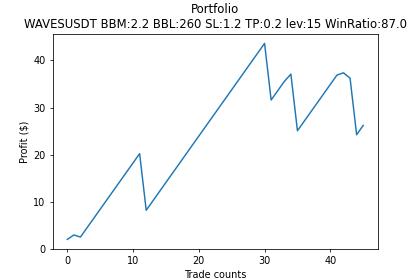 Portfolio
WAVESUSDT BBM:2.2 BBL:260 SL:1.2 TP:0.2 lev:15 WinRatio:87.0
Profit ($)
40
30
20
10
0
0 10 20 30 40
Trade counts